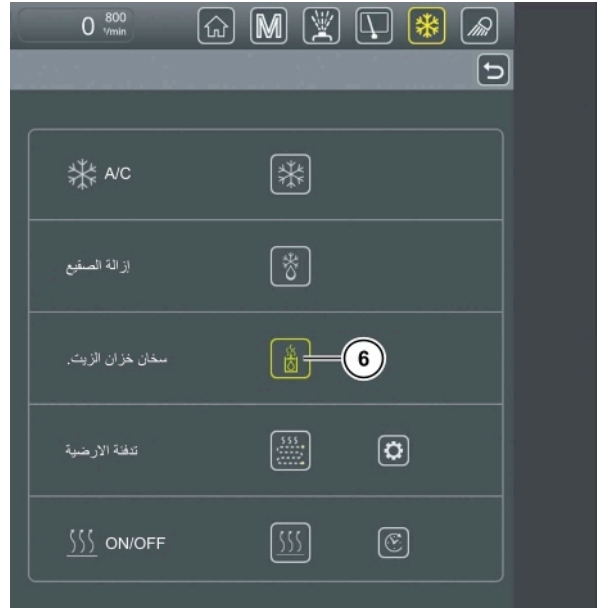 0 800
1/min
M
A/C
إزالة الصقيع
سخان خزان الزيت.
6
تدفئة الارضية
ON/OFF